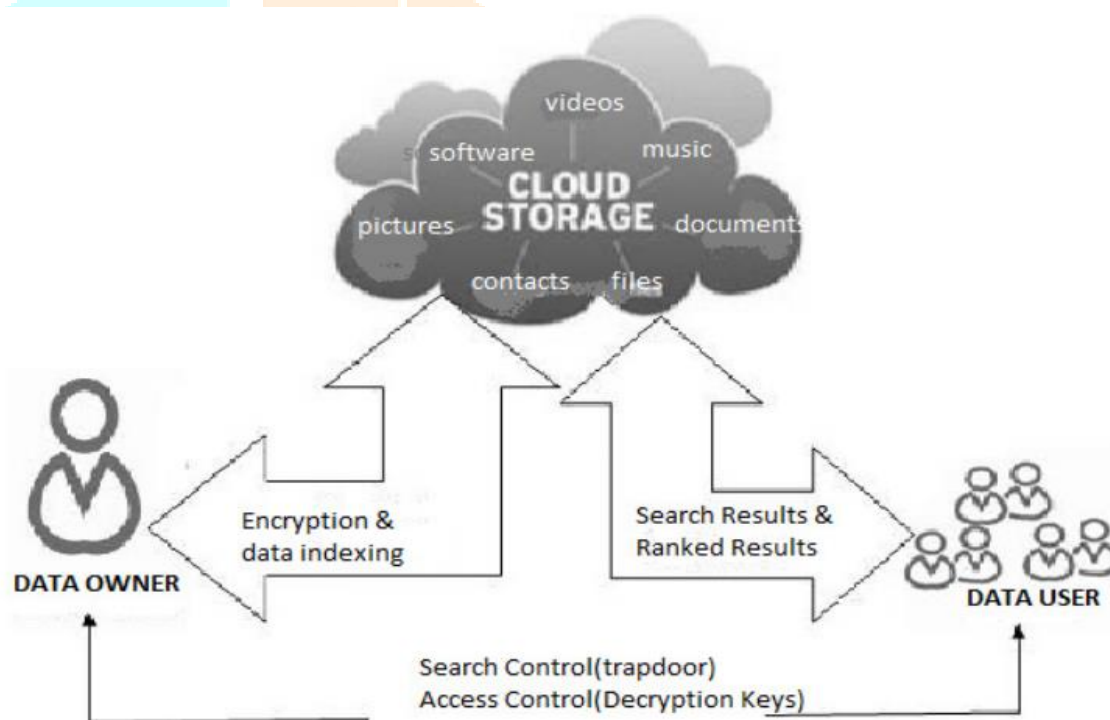 videos
software
music
CLOUD
STORAGE
pictures
documents
contacts
files
Encryption &
data indexing
Search Results &
Ranked Results
DATA OWNER
DATA USER
Search Control(trapdoor)
Access Control(Decryption Keys)